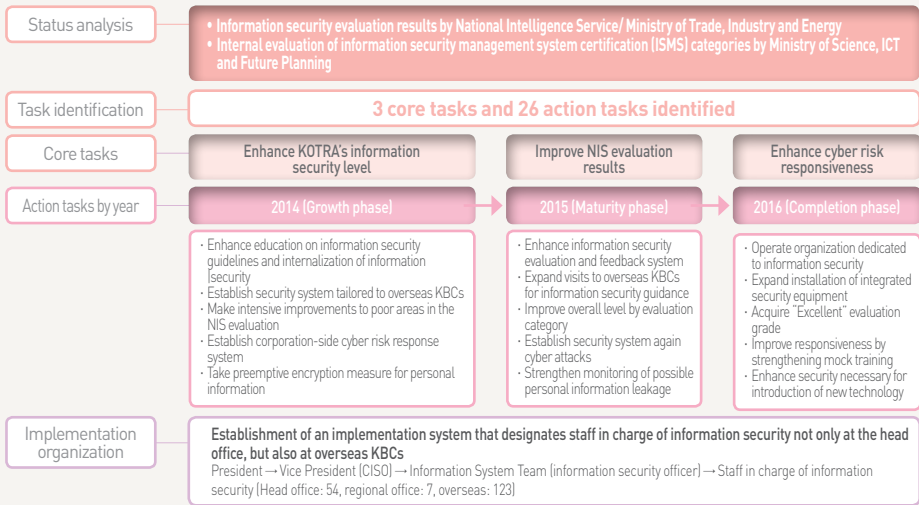 Status analysis
• Information security evaluation results by National Intelligence Service/ Ministry of Trade, Industry and Energy
• Internal evaluation of information security management system certification (ISMS) categories by Ministry of Science, ICT
and Future Planning
Task identification
3 core tasks and 26 action tasks identified
Core tasks
Enhance KOTRA's information
security level
Improve NIS evaluation
results
Enhance cyber risk
responsiveness
Action tasks by year
2014 (Growth phase)
2015 (Maturity phase)
2016 (Completion phase)
· Enhance education on information security
guidelines and internalization of information
[security
· Establish security system tailored to overseas KBCs
· Make intensive improvements to poor areas in the
NIS evaluation
· Establish corporation-side cyber risk response
system
· Take preemptive encryption measure for personal
information
· Enhance information security
evaluation and feedback system
· Expand visits to overseas KBCs
for information security guidance
· Improve overall level by evaluation
category
· Establish security system again
cyber attacks
· Strengthen monitoring of possible
personal information leakage
· Operate organization dedicated
to information security
· Expand installation of integrated
security equipment
· Acquire "Excellent" evaluation
grade
· Improve responsiveness by
strengthening mock training
· Enhance security necessary for
introduction of new technology
Implementation
organization
Establishment of an implementation system that designates staff in charge of information security not only at the head
office, but also at overseas KBCs
President → Vice President (CISO) → Information System Team (information security officer) → Staff in charge of information
security (Head office: 54, regional office: 7, overseas: 123)